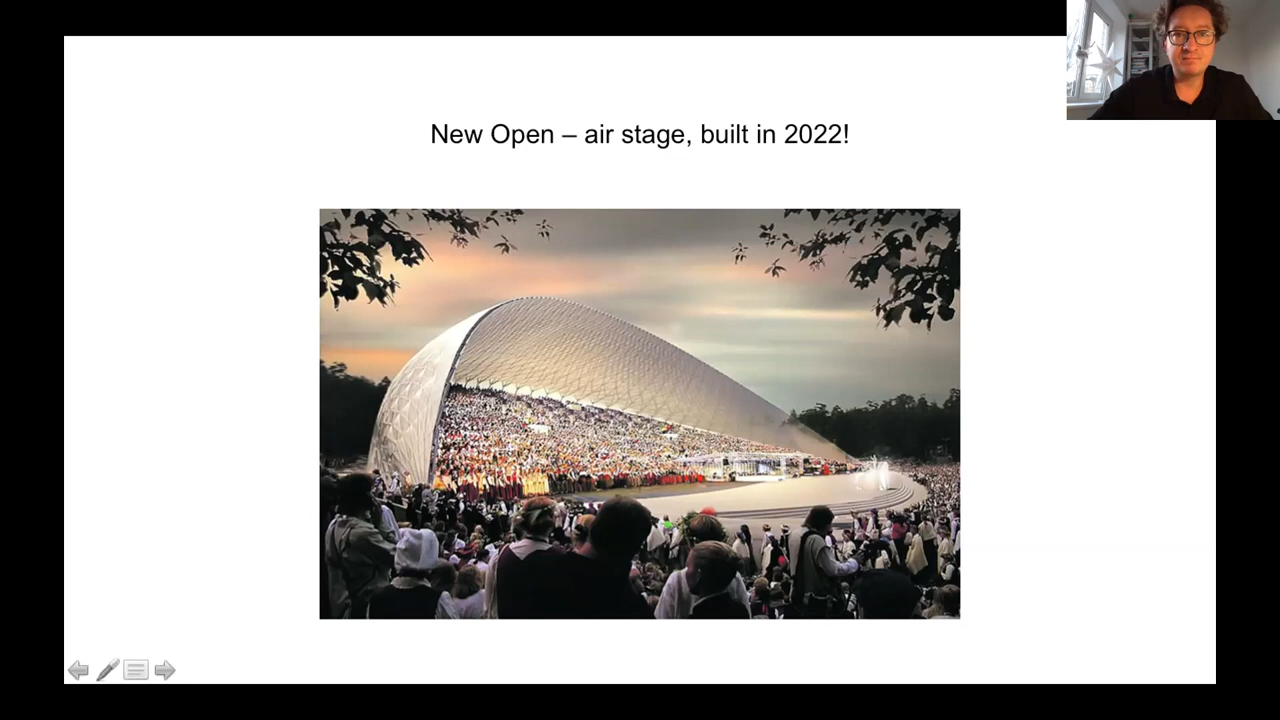 New Open – air stage, built in 2022!